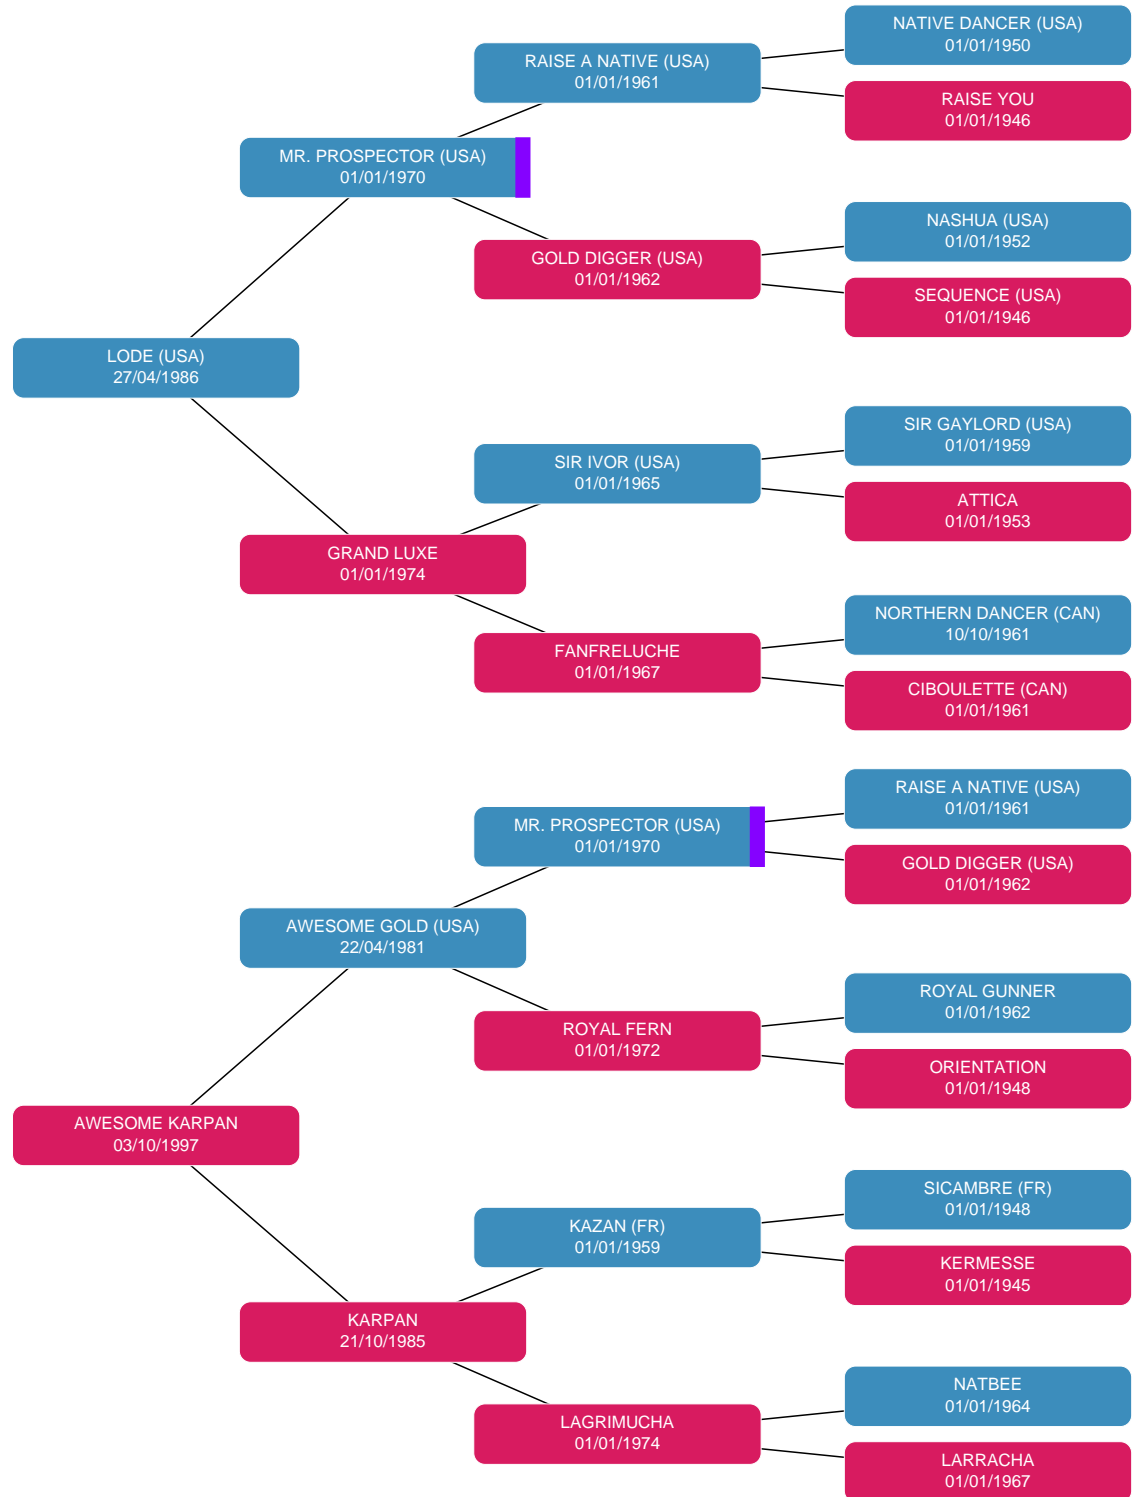 NATIVE DANCER (USA)
01/01/1950
RAISE A NATIVE (USA)
01/01/1961
RAISE YOU
01/01/1946
MR. PROSPECTOR (USA)
01/01/1970
NASHUA (USA)
01/01/1952
GOLD DIGGER (USA)
01/01/1962
SEQUENCE (USA)
01/01/1946
LODE (USA)
27/04/1986
SIR GAYLORD (USA)
01/01/1959
SIR IVOR (USA)
01/01/1965
ATTICA
01/01/1953
GRAND LUXE
01/01/1974
NORTHERN DANCER (CAN)
10/10/1961
FANFRELUCHE
01/01/1967
CIBOULETTE (CAN)
01/01/1961
RAISE A NATIVE (USA)
01/01/1961
MR. PROSPECTOR (USA)
01/01/1970
GOLD DIGGER (USA)
01/01/1962
AWESOME GOLD (USA)
22/04/1981
ROYAL GUNNER
01/01/1962
ROYAL FERN
01/01/1972
ORIENTATION
01/01/1948
AWESOME KARPAN
03/10/1997
SICAMBRE (FR)
01/01/1948
KAZAN (FR)
01/01/1959
KERMESSE
01/01/1945
KARPAN
21/10/1985
NATBEE
01/01/1964
LAGRIMUCHA
01/01/1974
LARRACHA
01/01/1967